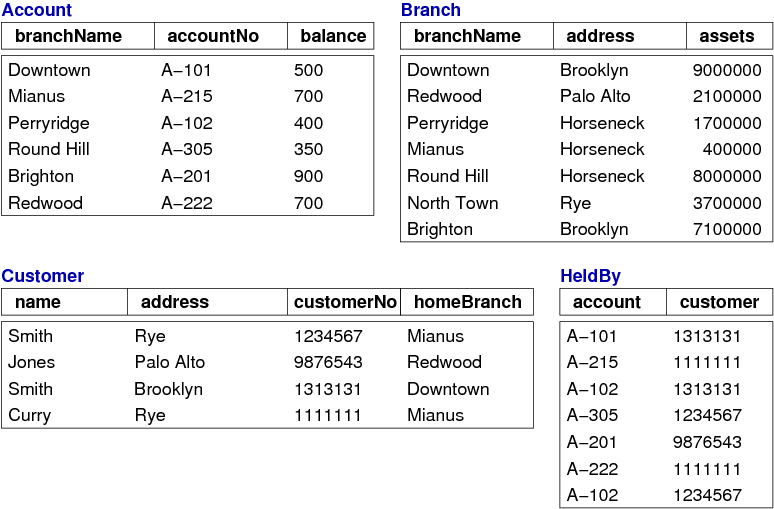 Account
branchName accountNo balance
Downtown A−101 500
Mianus A−215 700
Perryridge A−102 400
Round Hill A−305 350
Brighton A−201 900
Redwood A−222 700
Branch
branchName address assets
Downtown Brooklyn 9000000
Redwood Palo Alto 2100000
Perryridge Horseneck 1700000
Mianus Horseneck 400000
Round Hill Horseneck 8000000
North Town Rye 3700000
Brighton Brooklyn 7100000
Customer
name address customerNo homeBranch
Smith Rye 1234567 Mianus
Jones Palo Alto 9876543 Redwood
Smith Brooklyn 1313131 Downtown
Curry Rye 1111111 Mianus
HeldBy
account customer
A−101 1313131
A−215 1111111
A−102 1313131
A−305 1234567
A−201 9876543
A−222 1111111
A−102 1234567